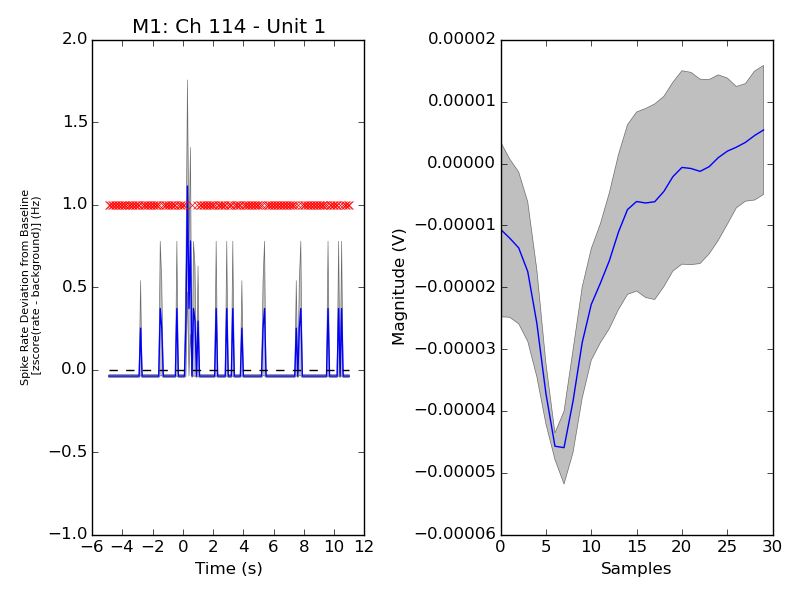 M1: Ch 114 - Unit 1
2.0
1.5
1.0
0.5
0.0
−0.5
−1.0
−6 −4 −2 0 2 4 6 8 10 12
Time (s)
Spike Rate Deviation from Baseline
[zscore(rate - background)] (Hz)
0.00002
0.00001
0.00000
−0.00001
−0.00002
−0.00003
−0.00004
−0.00005
−0.00006
0 5 10 15 20 25 30
Samples
Magnitude (V)